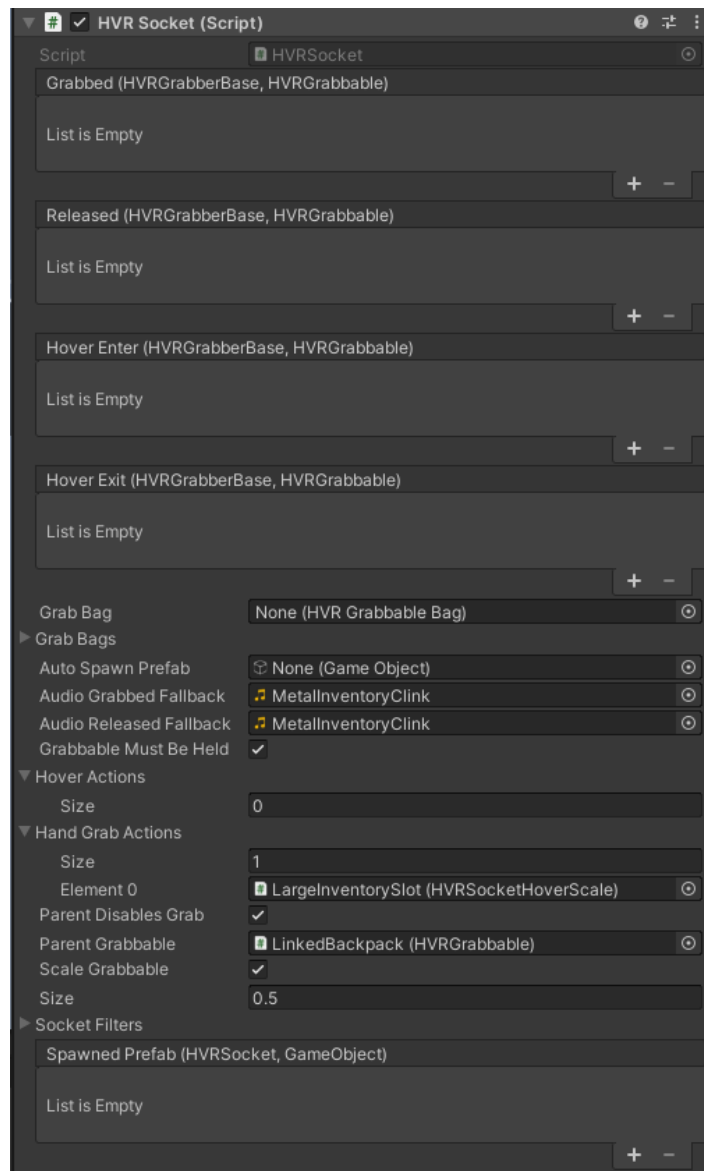 HVR Socket (Script)
Script HVRSocket
Grabbed (HVRGrabberBase, HVRGrabbable)
List is Empty
+ −
Released (HVRGrabberBase, HVRGrabbable)
List is Empty
+ −
Hover Enter (HVRGrabberBase, HVRGrabbable)
List is Empty
+ −
Hover Exit (HVRGrabberBase, HVRGrabbable)
List is Empty
+ −
Grab Bag None (HVR Grabbable Bag)
Grab Bags
Auto Spawn Prefab None (Game Object)
Audio Grabbed Fallback MetalInventoryClink
Audio Released Fallback MetalInventoryClink
Grabbable Must Be Held
Hover Actions
Size 0
Hand Grab Actions
Size 1
Element 0 LargeInventorySlot (HVRSocketHoverScale)
Parent Disables Grab
Parent Grabbable LinkedBackpack (HVRGrabbable)
Scale Grabbable
Size 0.5
Socket Filters
Spawned Prefab (HVRSocket, GameObject)
List is Empty
+ −